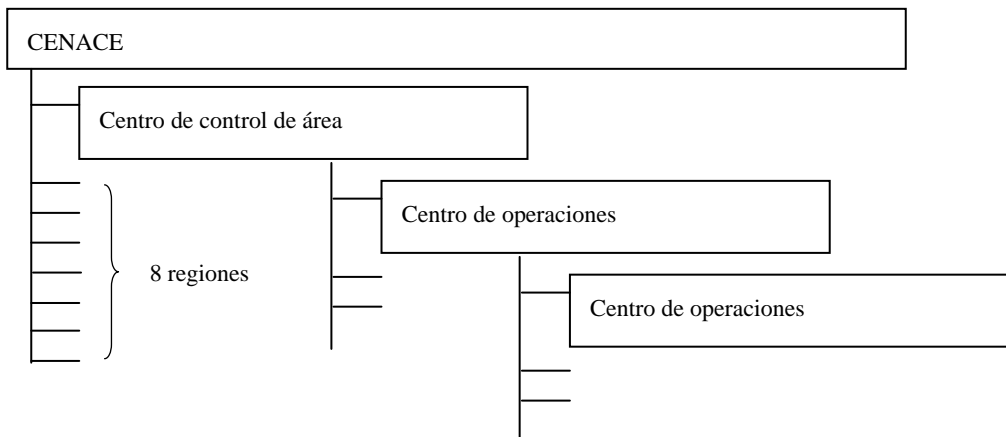 CENACE
Centro de control de área
Centro de operaciones
8 regiones
Centro de operaciones